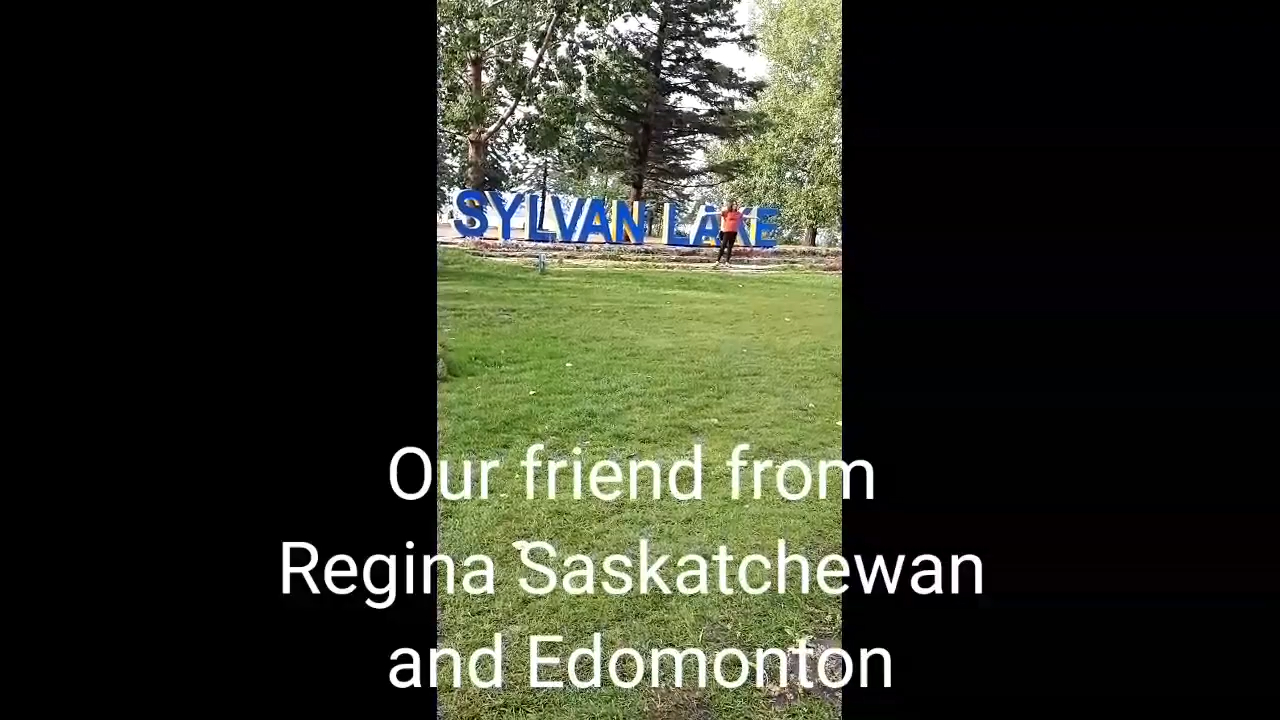 SYLVAN LAKE
Our friend from
Regina Saskatchewan
and Edomonton